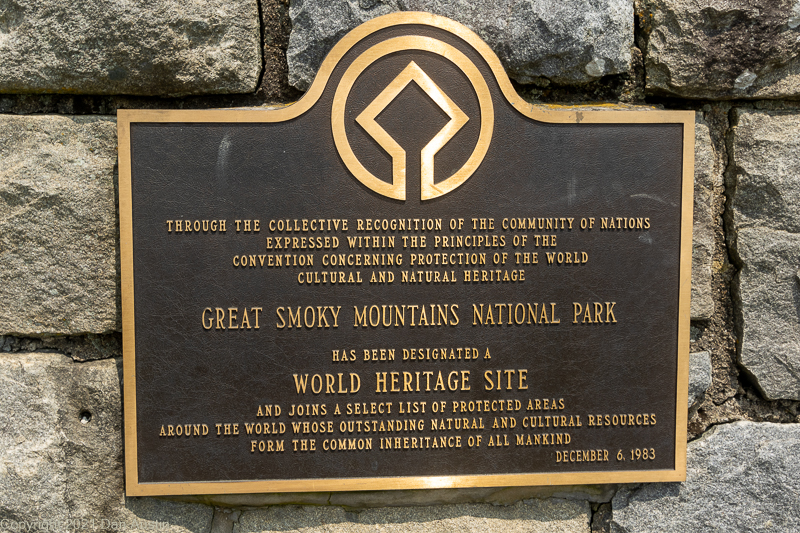 THROUGH THE COLLECTIVE RECOGNITION OF THE COMMUNITY OF NATIONS
EXPRESSED WITHIN THE PRINCIPLES OF THE
CONVENTION CONCERNING PROTECTION OF THE WORLD
CULTURAL AND NATURAL HERITAGE
GREAT SMOKY MOUNTAINS NATIONAL PARK
HAS BEEN DESIGNATED A
WORLD HERITAGE SITE
AND JOINS A SELECT LIST OF PROTECTED AREAS
AROUND THE WORLD WHOSE OUTSTANDING NATURAL AND CULTURAL RESOURCES
FORM THE COMMON INHERITANCE OF ALL MANKIND
DECEMBER 6, 1983
Copyright 2021 Dan